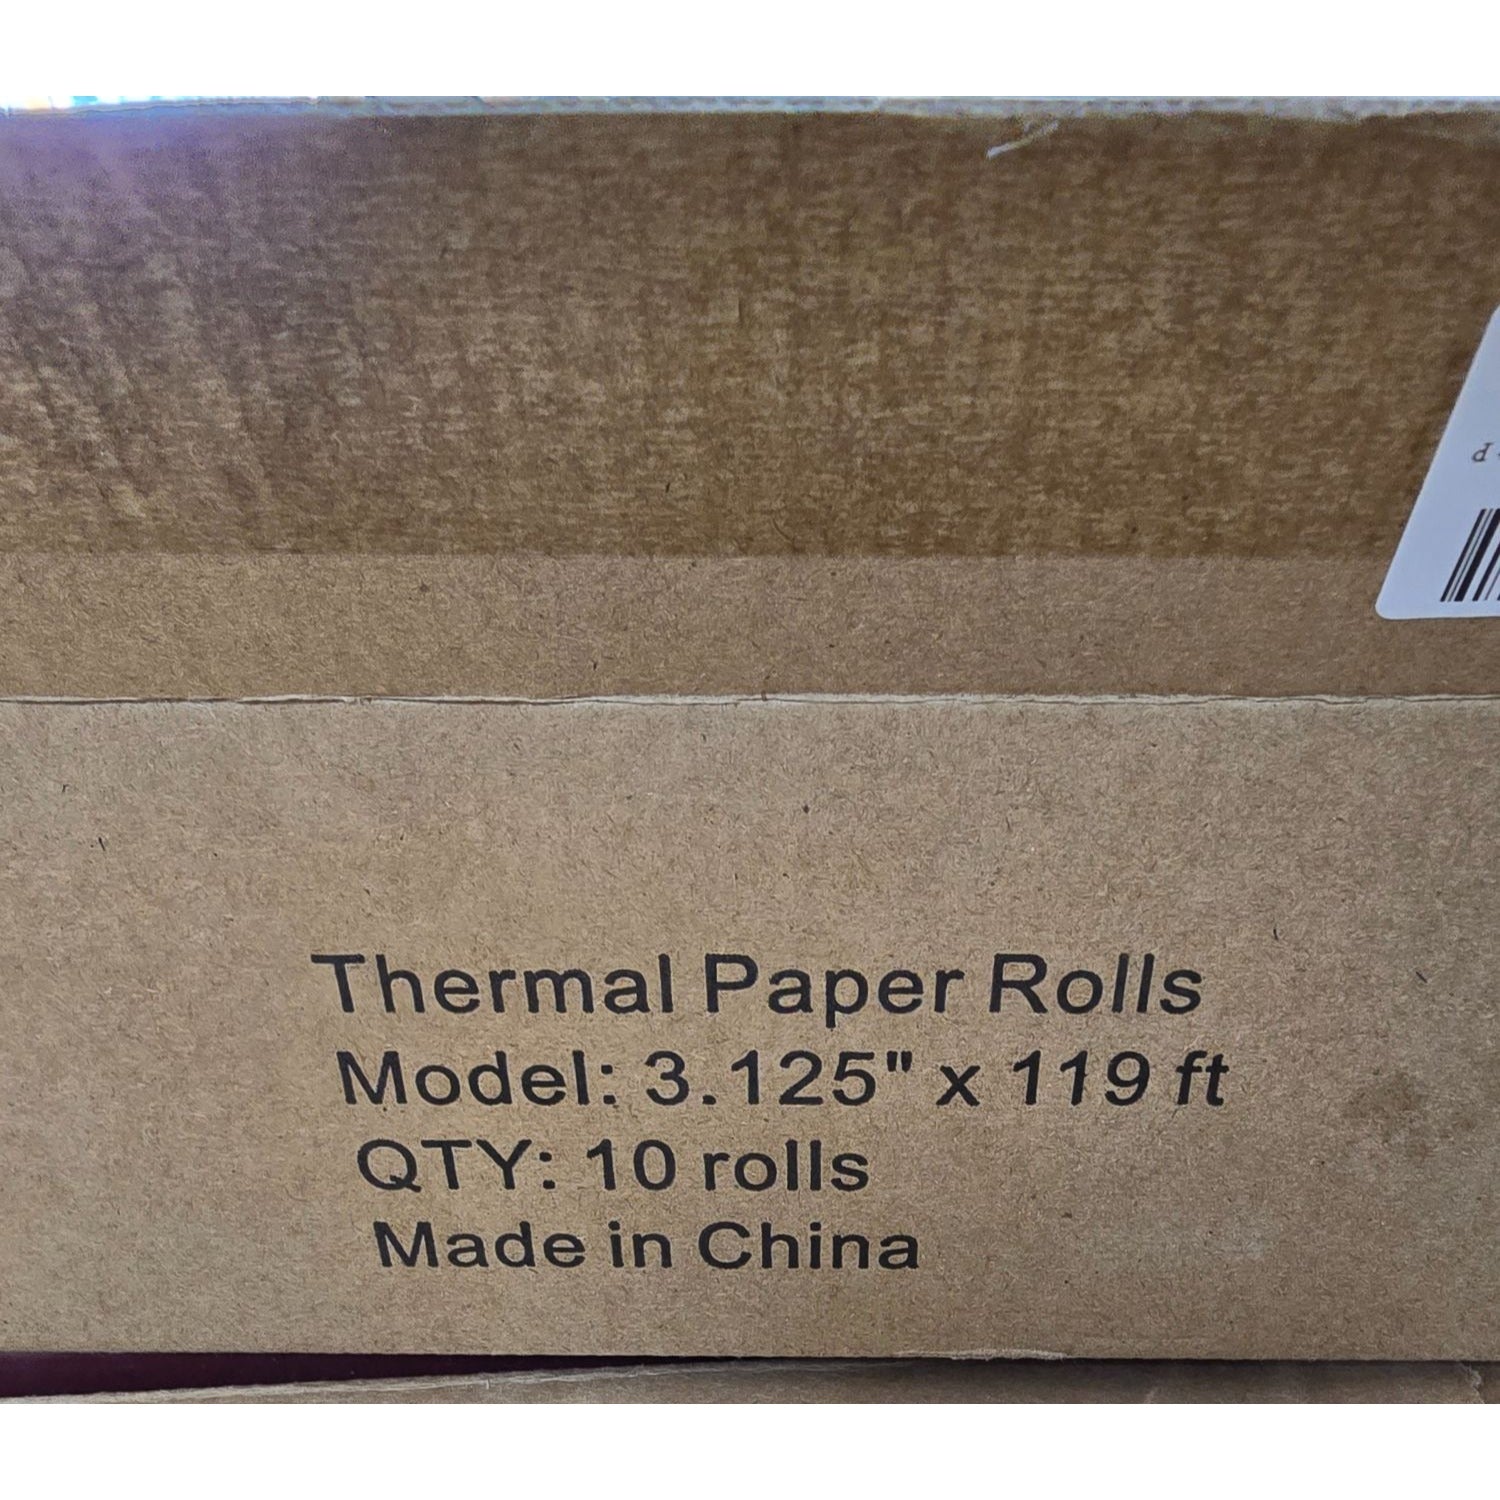 Thermal Paper Rolls
Model: 3.125" x 119 ft
QTY: 10 rolls
Made in China